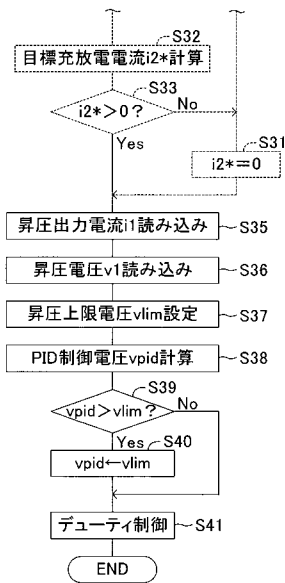 S32
目標充放電電流i2*計算
S33
i2*>0？
No
Yes
S31
i2*=0
昇圧出力電流i1読み込み
S35
昇圧電圧v1読み込み
S36
昇圧上限電圧vlim設定
S37
PID制御電圧vpid計算
S38
S39
vpid>vlim？
No
Yes
S40
vpid←vlim
デューティ制御
S41
END